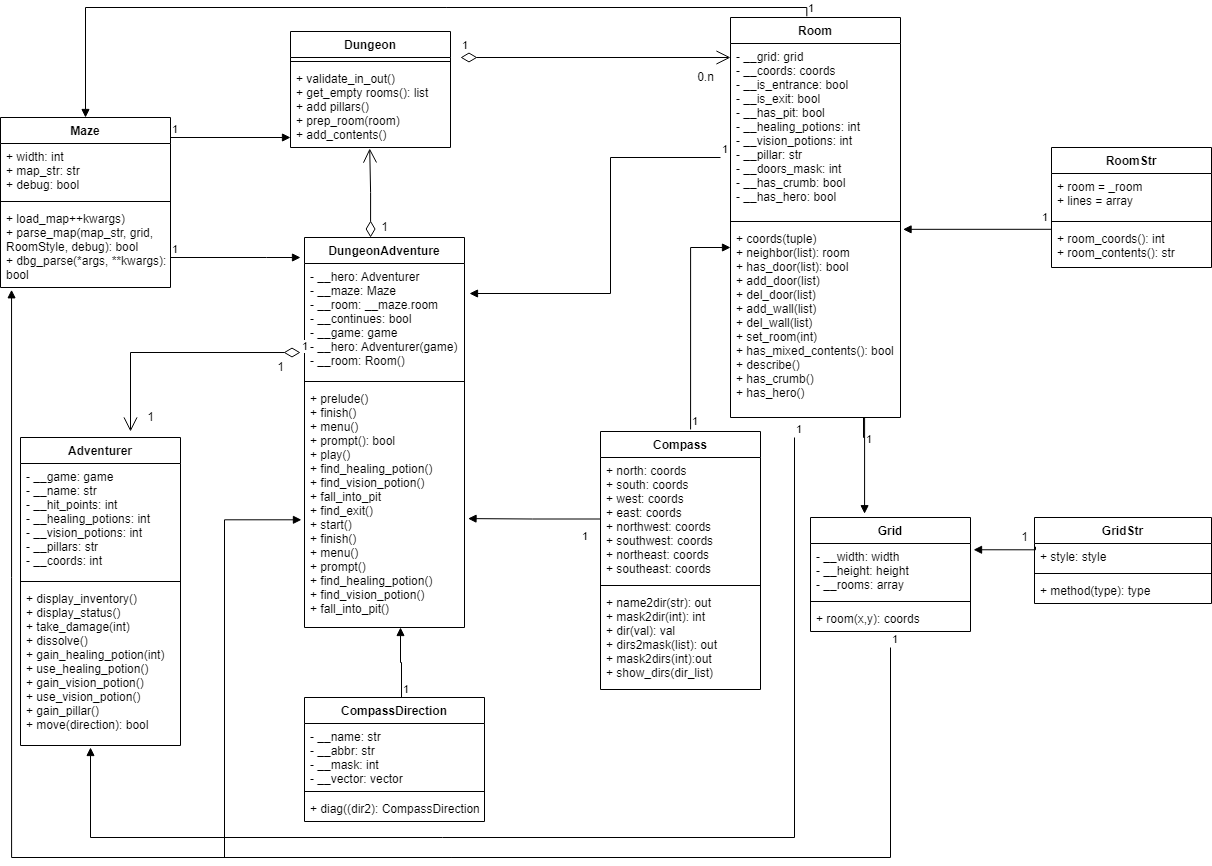 1
Dungeon
+ validate_in_out()
+ get_empty rooms(): list
+ add pillars()
+ prep_room(room)
+ add_contents()
1
0.n
Room
- __grid: grid
- __coords: coords
- __is_entrance: bool
- __is_exit: bool
- __has_pit: bool
- __healing_potions: int
- __vision_potions: int
- __pillar: str
- __doors_mask: int
- __has_crumb: bool
- __has_hero: bool
+ coords(tuple)
+ neighbor(list): room
+ has_door(list): bool
+ add_door(list)
+ del_door(list)
+ add_wall(list)
+ del_wall(list)
+ set_room(int)
+ has_mixed_contents(): bool
+ describe()
+ has_crumb()
+ has_hero()
1
1
1
Maze
+ width: int
+ map_str: str
+ debug: bool
+ load_map++kwargs)
+ parse_map(map_str, grid,
RoomStyle, debug): bool
+ dbg_parse(*args, **kwargs):
bool
1
1
RoomStr
+ room = _room
+ lines = array
+ room_coords(): int
+ room_contents(): str
1
DungeonAdventure
- __hero: Adventurer
- __maze: Maze
- __room: __maze.room
- __continues: bool
- __game: game
- __hero: Adventurer(game)
- __room: Room()
+ prelude()
+ finish()
+ menu()
+ prompt(): bool
+ play()
+ find_healing_potion()
+ find_vision_potion()
+ fall_into_pit
+ find_exit()
+ start()
+ finish()
+ menu()
+ prompt()
+ find_healing_potion()
+ find_vision_potion()
+ fall_into_pit()
1
1
1
1
Adventurer
- __game: game
- __name: str
- __hit_points: int
- __healing_potions: int
- __vision_potions: int
- __pillars: str
- __coords: int
+ display_inventory()
+ display_status()
+ take_damage(int)
+ dissolve()
+ gain_healing_potion(int)
+ use_healing_potion()
+ gain_vision_potion()
+ use_vision_potion()
+ gain_pillar()
+ move(direction): bool
1
Compass
+ north: coords
+ south: coords
+ west: coords
+ east: coords
+ northwest: coords
+ southwest: coords
+ northeast: coords
+ southeast: coords
+ name2dir(str): out
+ mask2dir(int): int
+ dir(val): val
+ dirs2mask(list): out
+ mask2dirs(int):out
+ show_dirs(dir_list)
1
1
Grid
- __width: width
- __height: height
- __rooms: array
+ room(x,y): coords
1
1
GridStr
+ style: style
+ method(type): type
1
CompassDirection
- __name: str
- __abbr: str
- __mask: int
- __vector: vector
+ diag((dir2): CompassDirection